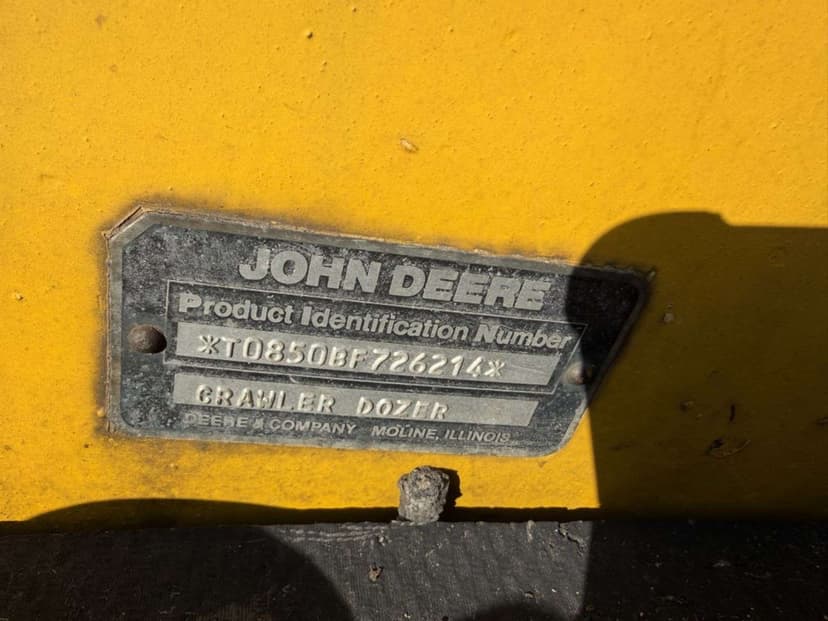 JOHN DEERE
Product Identification Number
*T0850BF726214*
CRAWLER DOZER
DEERE & COMPANY MOLINE, ILLINOIS